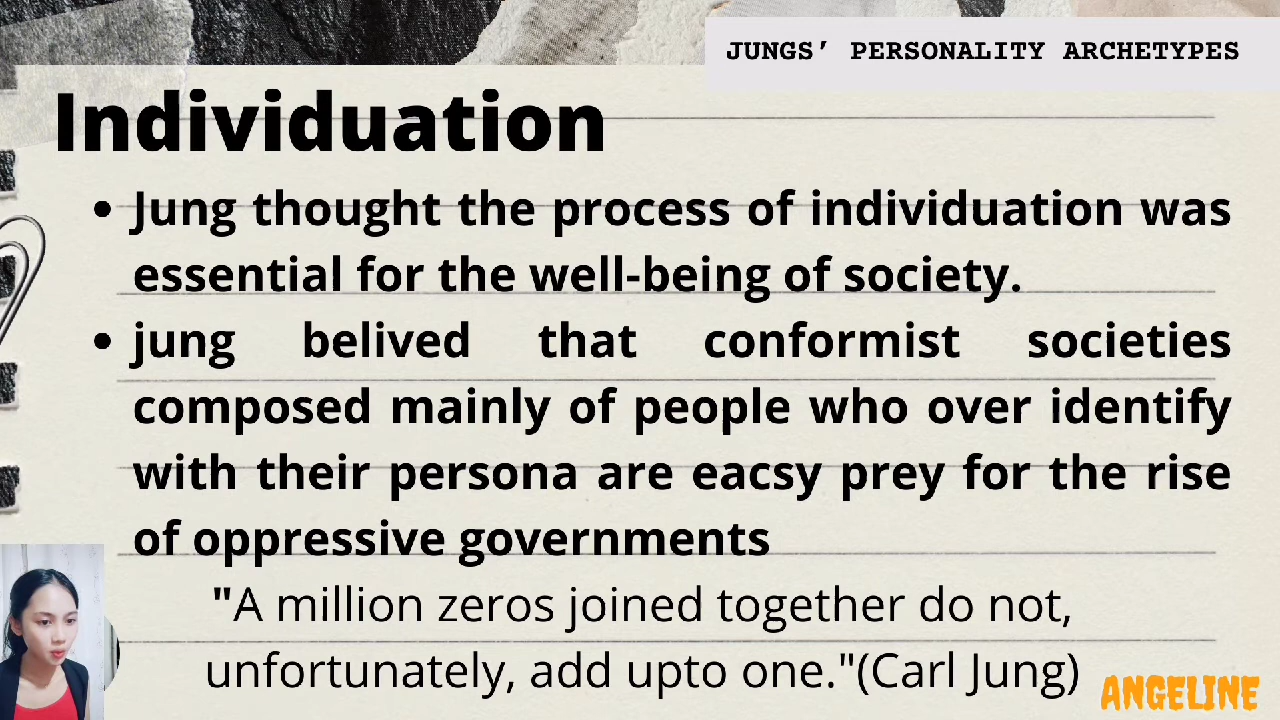 JUNGS’ PERSONALITY ARCHETYPES
Individuation
• Jung thought the process of individuation was
essential for the well-being of society.
• jung belived that conformist societies
composed mainly of people who over identify
with their persona are eacsy prey for the rise
of oppressive governments
"A million zeros joined together do not,
unfortunately, add upto one."(Carl Jung)
ANGELINE